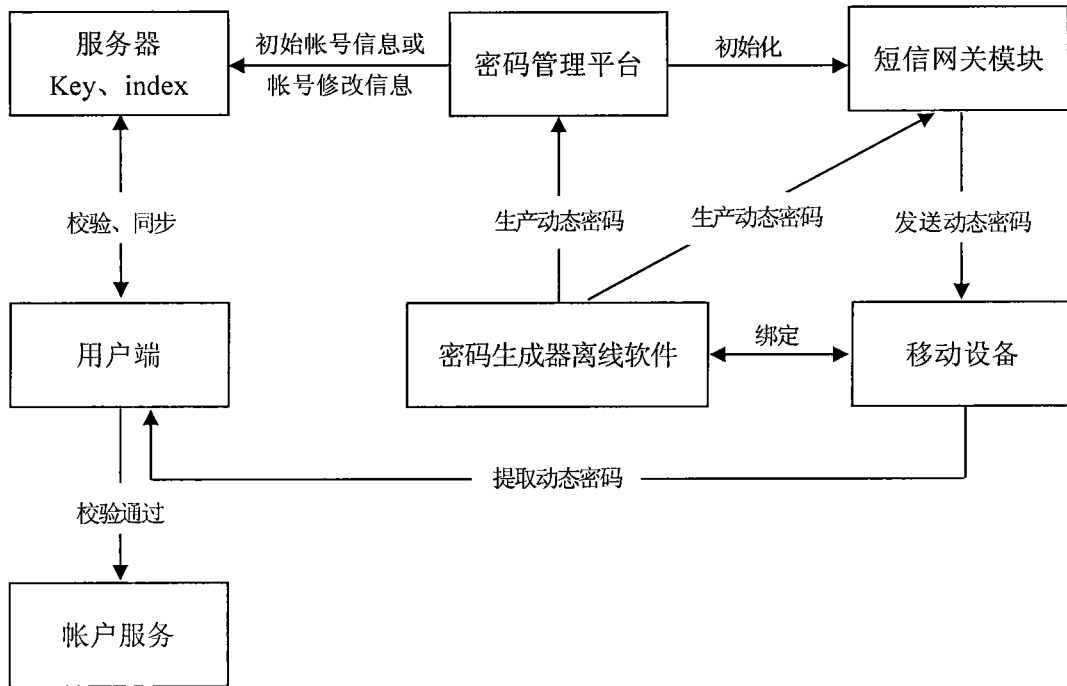 服务器
Key、index
初始帐号信息或
帐号修改信息
密码管理平台
初始化
短信网关模块
校验、同步
生产动态密码
生产动态密码
发送动态密码
用户端
密码生成器离线软件
绑定
移动设备
提取动态密码
校验通过
帐户服务